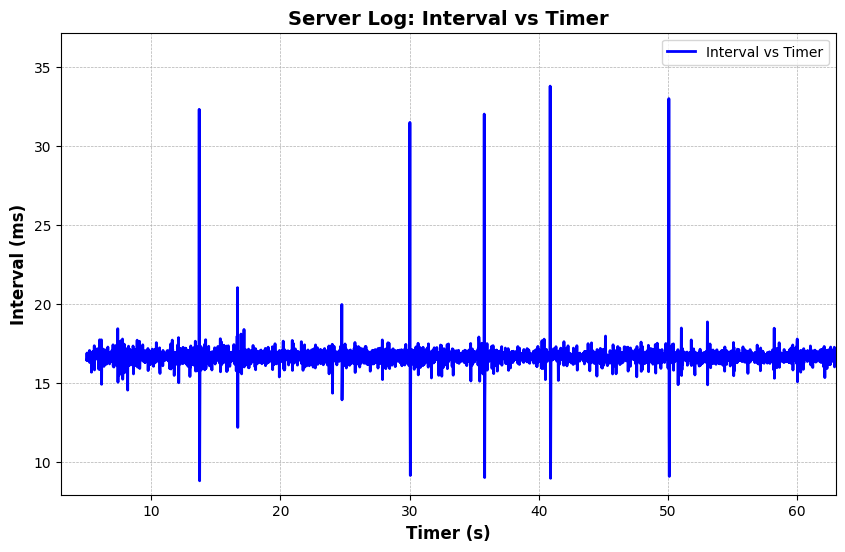 Server Log: Interval vs Timer
Interval vs Timer
35
30
25
20
15
10
Interval (ms)
10 20 30 40 50 60
Timer (s)